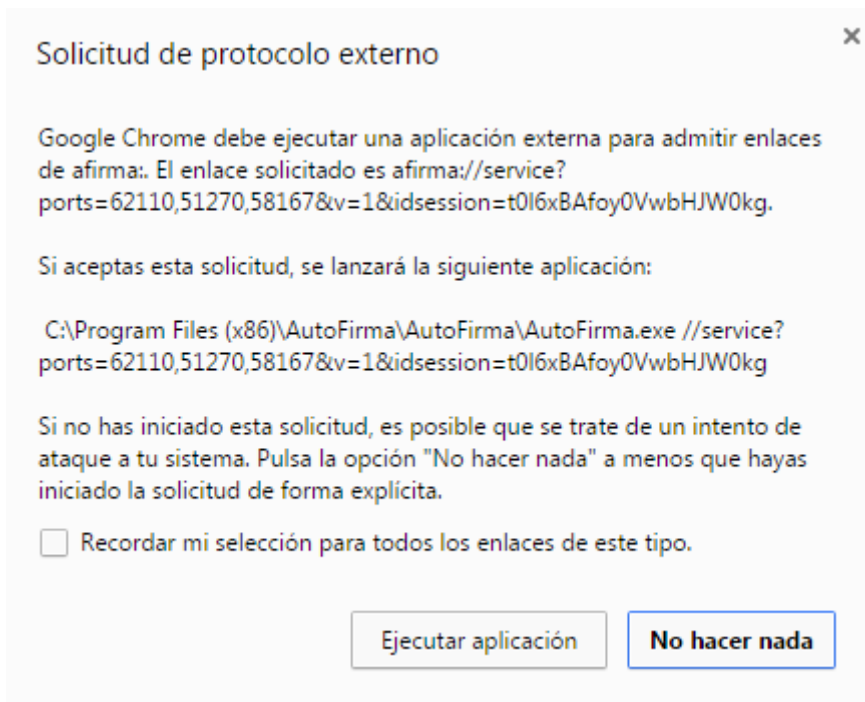 Solicitud de protocolo externo
Google Chrome debe ejecutar una aplicación externa para admitir enlaces
de afirma:. El enlace solicitado es afirma://service?
ports=62110,51270,58167&v=1&idsession=t0I6xBAfoy0VwbHJW0kg.
Si aceptas esta solicitud, se lanzará la siguiente aplicación:
C:\Program Files (x86)\AutoFirma\AutoFirma\AutoFirma.exe //service?
ports=62110,51270,58167&v=1&idsession=t0I6xBAfoy0VwbHJW0kg
Si no has iniciado esta solicitud, es posible que se trate de un intento de
ataque a tu sistema. Pulsa la opción "No hacer nada" a menos que hayas
iniciado la solicitud de forma explícita.
Recordar mi selección para todos los enlaces de este tipo.
Ejecutar aplicación
No hacer nada